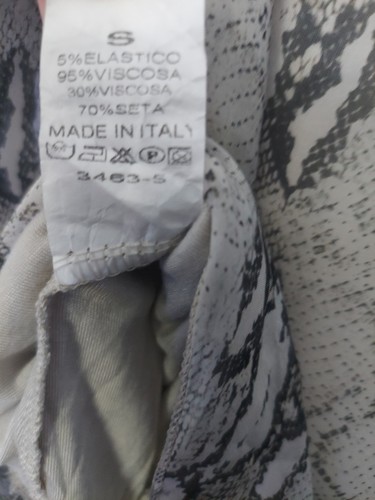 S
5%ELASTICO
95%VISCOSA
30%VISCOSA
70%SETA
MADE IN ITALY
P
3463-S